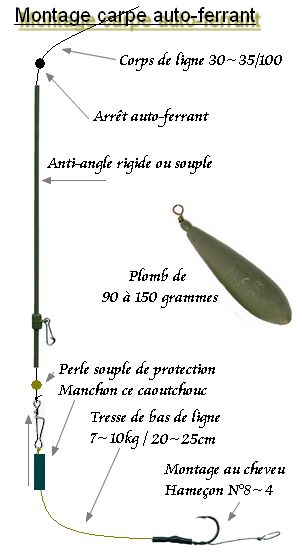 Montage carpe auto-ferrant
Corps de ligne 30~35/100
Arrêt auto-ferrant
Anti-angle rigide ou souple
Plomb de
90 à 150 grammes
Perle souple de protection
Manchon ce caoutchouc
Tresse de bas de ligne
7~10kg / 20~25cm
Montage au cheveu
Hameçon N°8~4